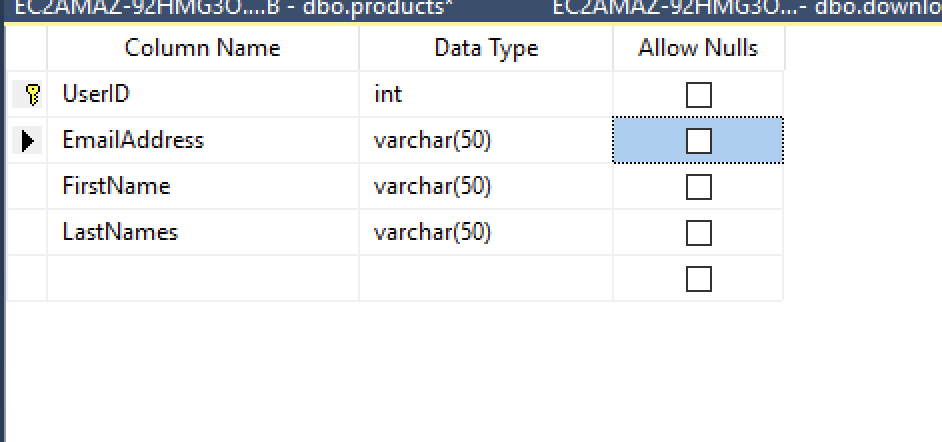 EC2AMAZ-92HMG3O....B - dbo.products* EC2AMAZ-92HMG3O...- dbo.downlo
Column Name Data Type Allow Nulls
UserID int
EmailAddress varchar(50)
FirstName varchar(50)
LastNames varchar(50)